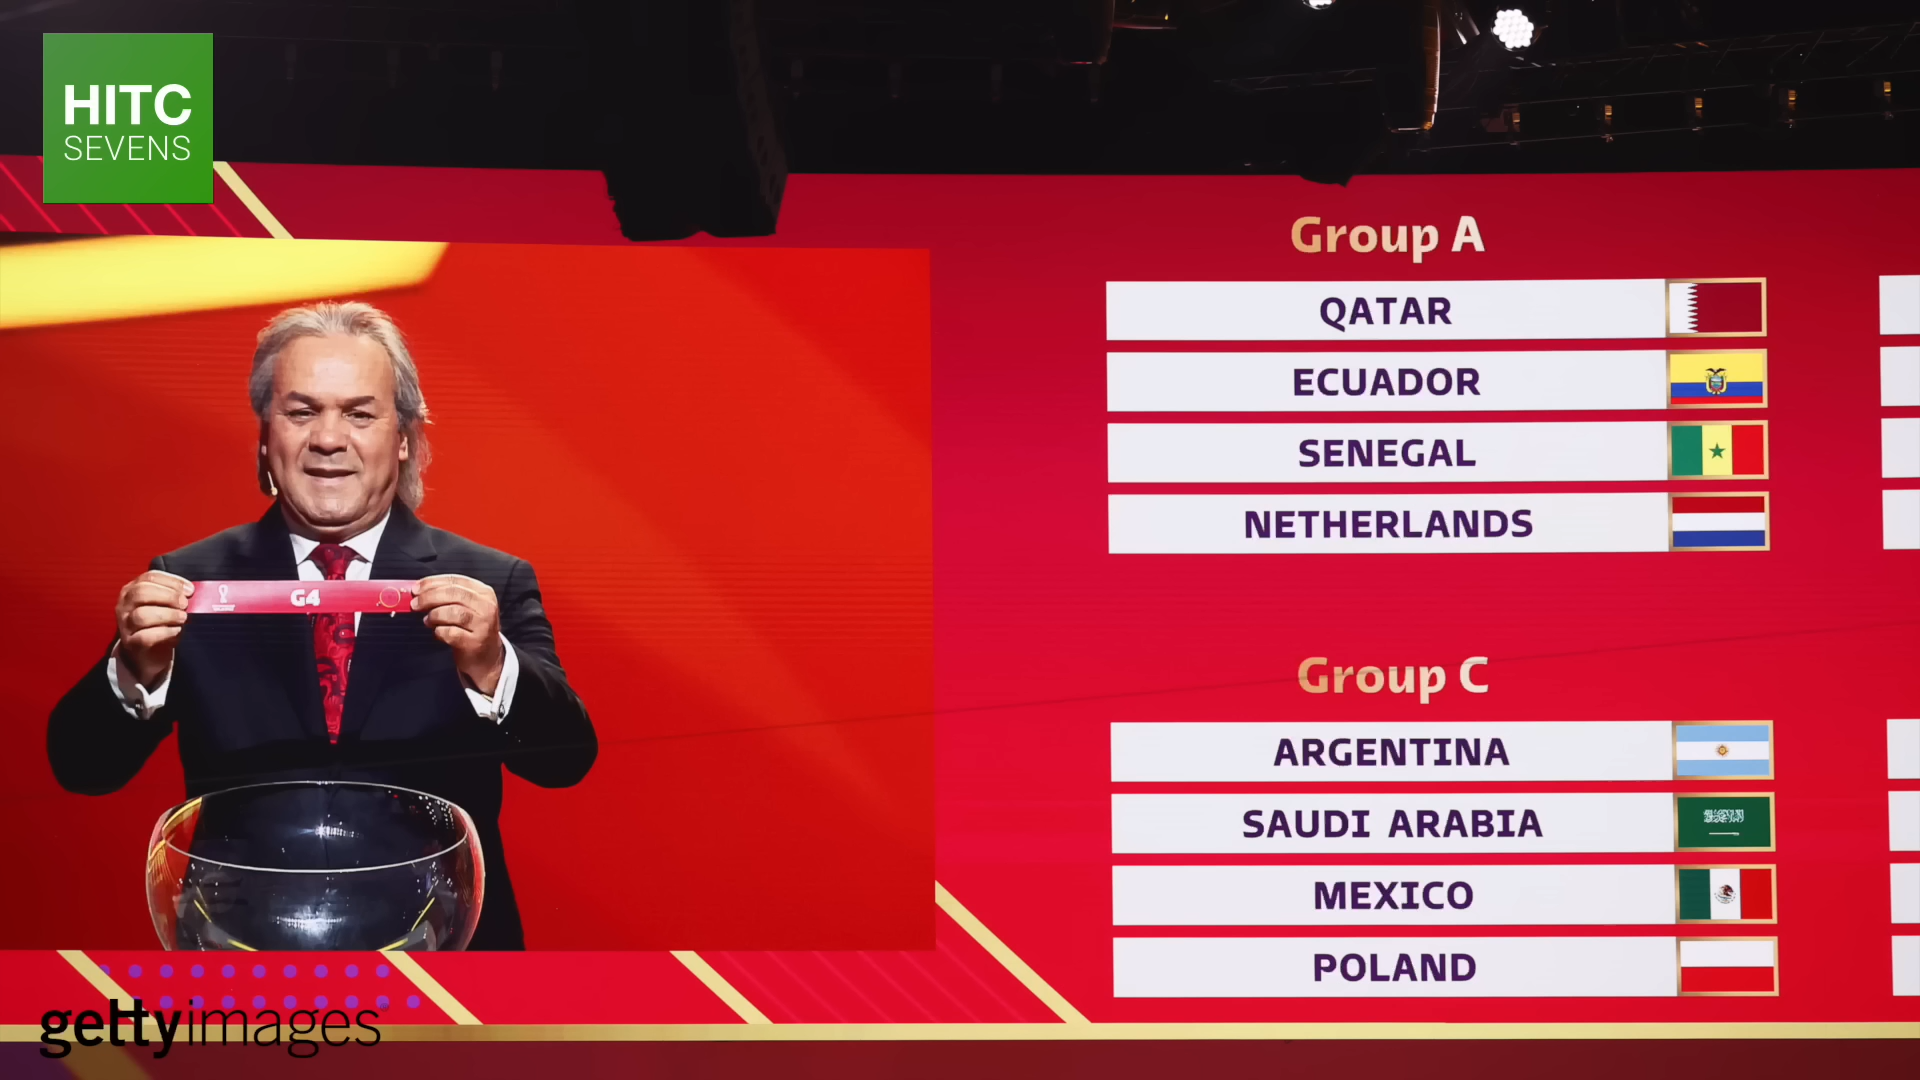 HITC
SEVENS
Group A
QATAR
ECUADOR
SENEGAL
NETHERLANDS
G4
Group C
ARGENTINA
SAUDI ARABIA
MEXICO
POLAND
gettyimages